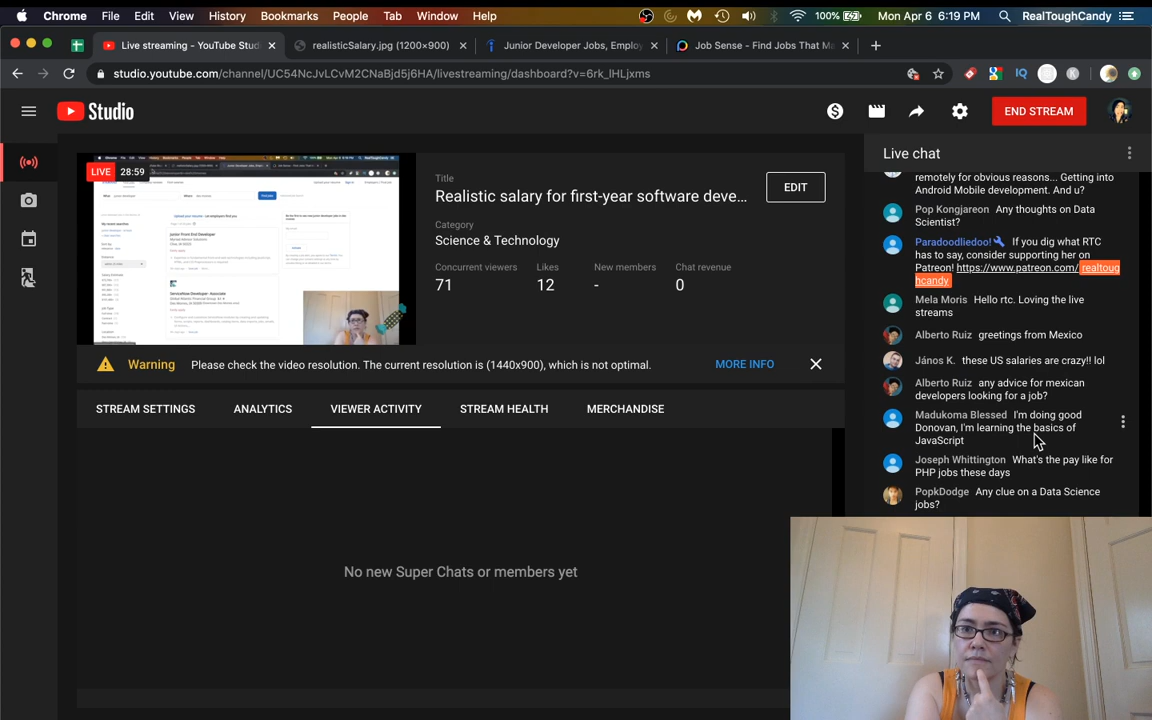 Chrome File Edit View History Bookmarks People Tab Window Help 100% Mon Apr 6 6:19 PM RealToughCandy
Live streaming - YouTube Studi realisticSalary.jpg (1200×900) Junior Developer Jobs, Employ Job Sense - Find Jobs That Ma
studio.youtube.com/channel/UC54NcJvLCvM2CNaBjd5j6HA/livestreaming/dashboard?v=6rk_lHLjxms
Studio
END STREAM
LIVE 28:59
Title
Realistic salary for first-year software deve...
EDIT
Category
Science & Technology
Concurrent viewers Likes New members Chat revenue
71 12 - 0
Warning Please check the video resolution. The current resolution is (1440x900), which is not optimal. MORE INFO
STREAM SETTINGS ANALYTICS VIEWER ACTIVITY STREAM HEALTH MERCHANDISE
No new Super Chats or members yet
Live chat
remotely for obvious reasons... Getting into
Android Mobile development. And u?
Pop Kongjareon Any thoughts on Data
Scientist?
Paradoodliedoo! If you dig what RTC
has to say, consider supporting her on
Patreon! https://www.patreon.com/realtoug
hcandy
Mela Moris Hello rtc. Loving the live
streams
Alberto Ruiz greetings from Mexico
János K. these US salaries are crazy!! lol
Alberto Ruiz any advice for mexican
developers looking for a job?
Madukoma Blessed I'm doing good
Donovan, I'm learning the basics of
JavaScript
Joseph Whittington What's the pay like for
PHP jobs these days
PopkDodge Any clue on a Data Science
jobs?